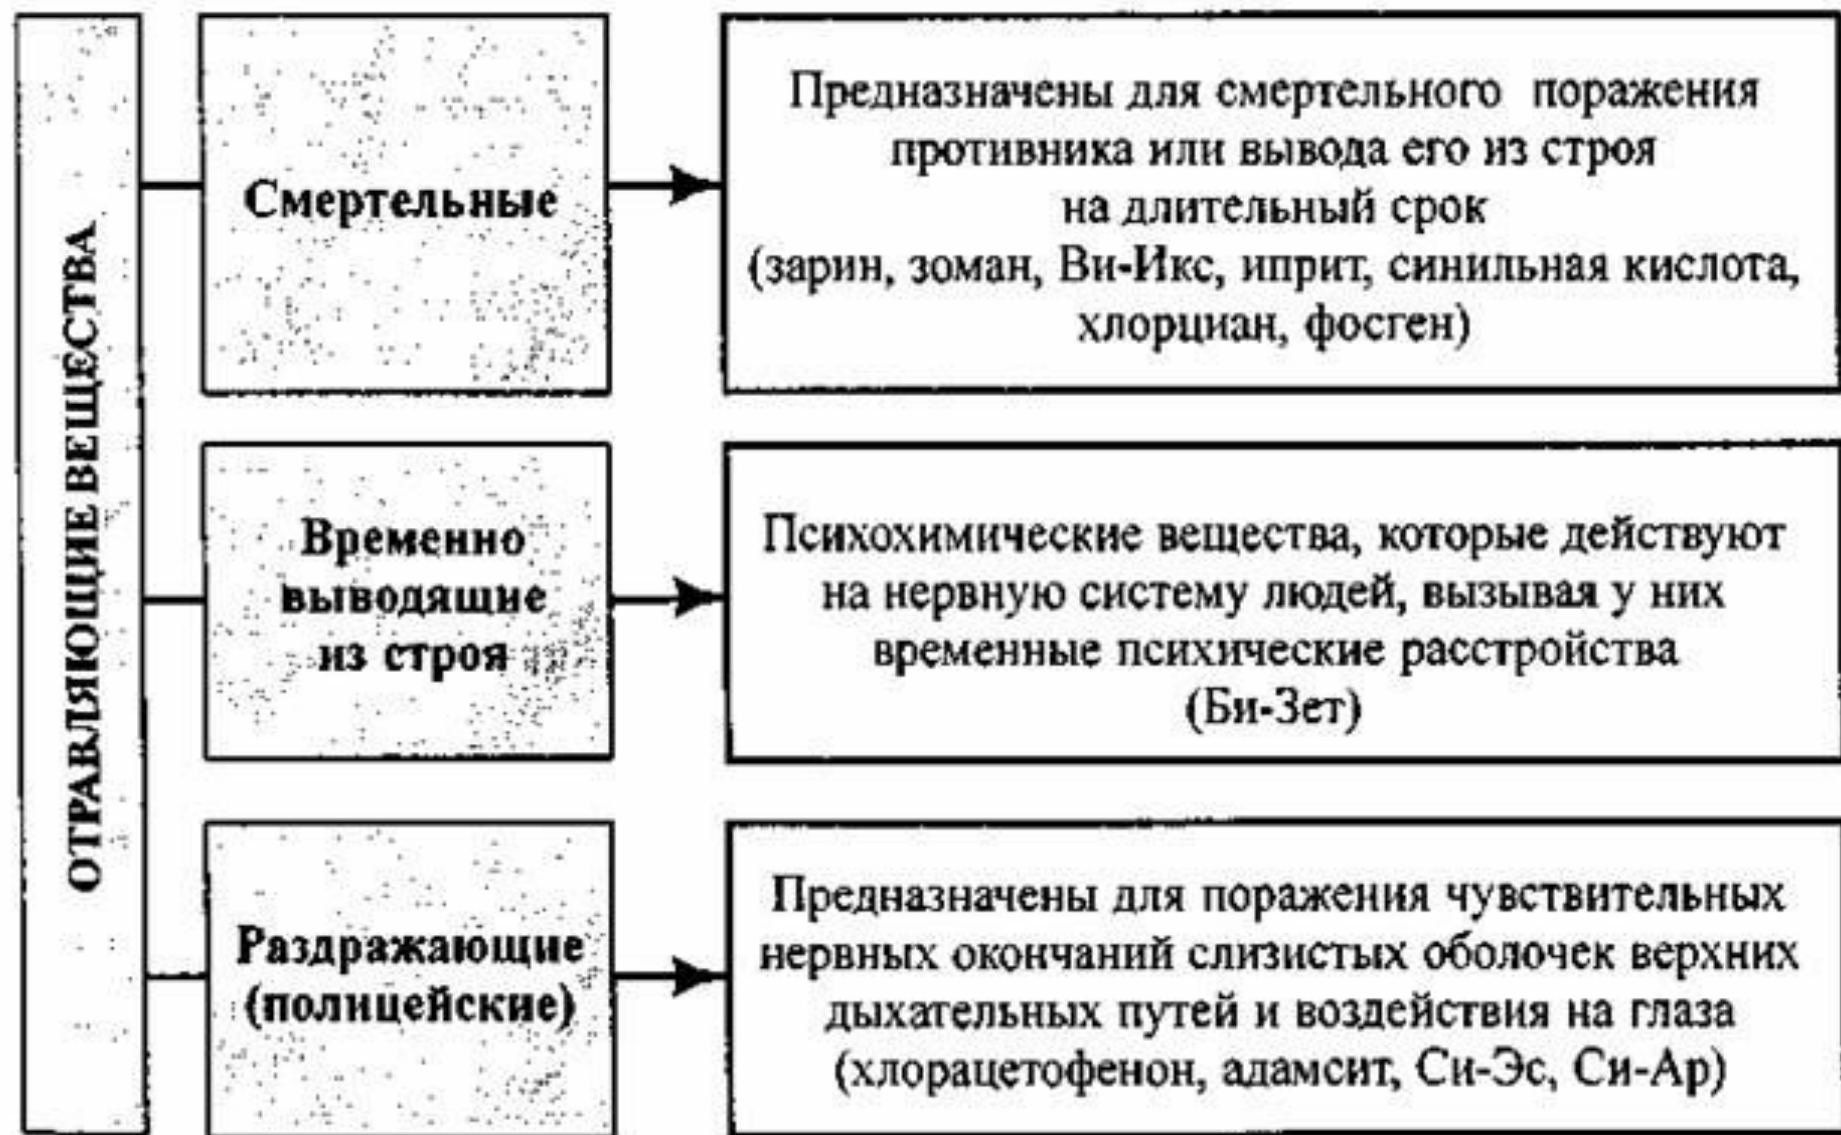 ОТРАВЛЯЮЩИЕ ВЕЩЕСТВА
Смертельные
Предназначены для смертельного поражения
противника или вывода его из строя
на длительный срок
(зарин, зоман, Ви-Икс, иприт, синильная кислота,
хлорциан, фосген)
Временно
выводящие
из строя
Психохимические вещества, которые действуют
на нервную систему людей, вызывая у них
временные психические расстройства
(Би-Зет)
Раздражающие
(полицейские)
Предназначены для поражения чувствительных
нервных окончаний слизистых оболочек верхних
дыхательных путей и воздействия на глаза
(хлорацетофенон, адамсит, Си-Эс, Си-Ар)